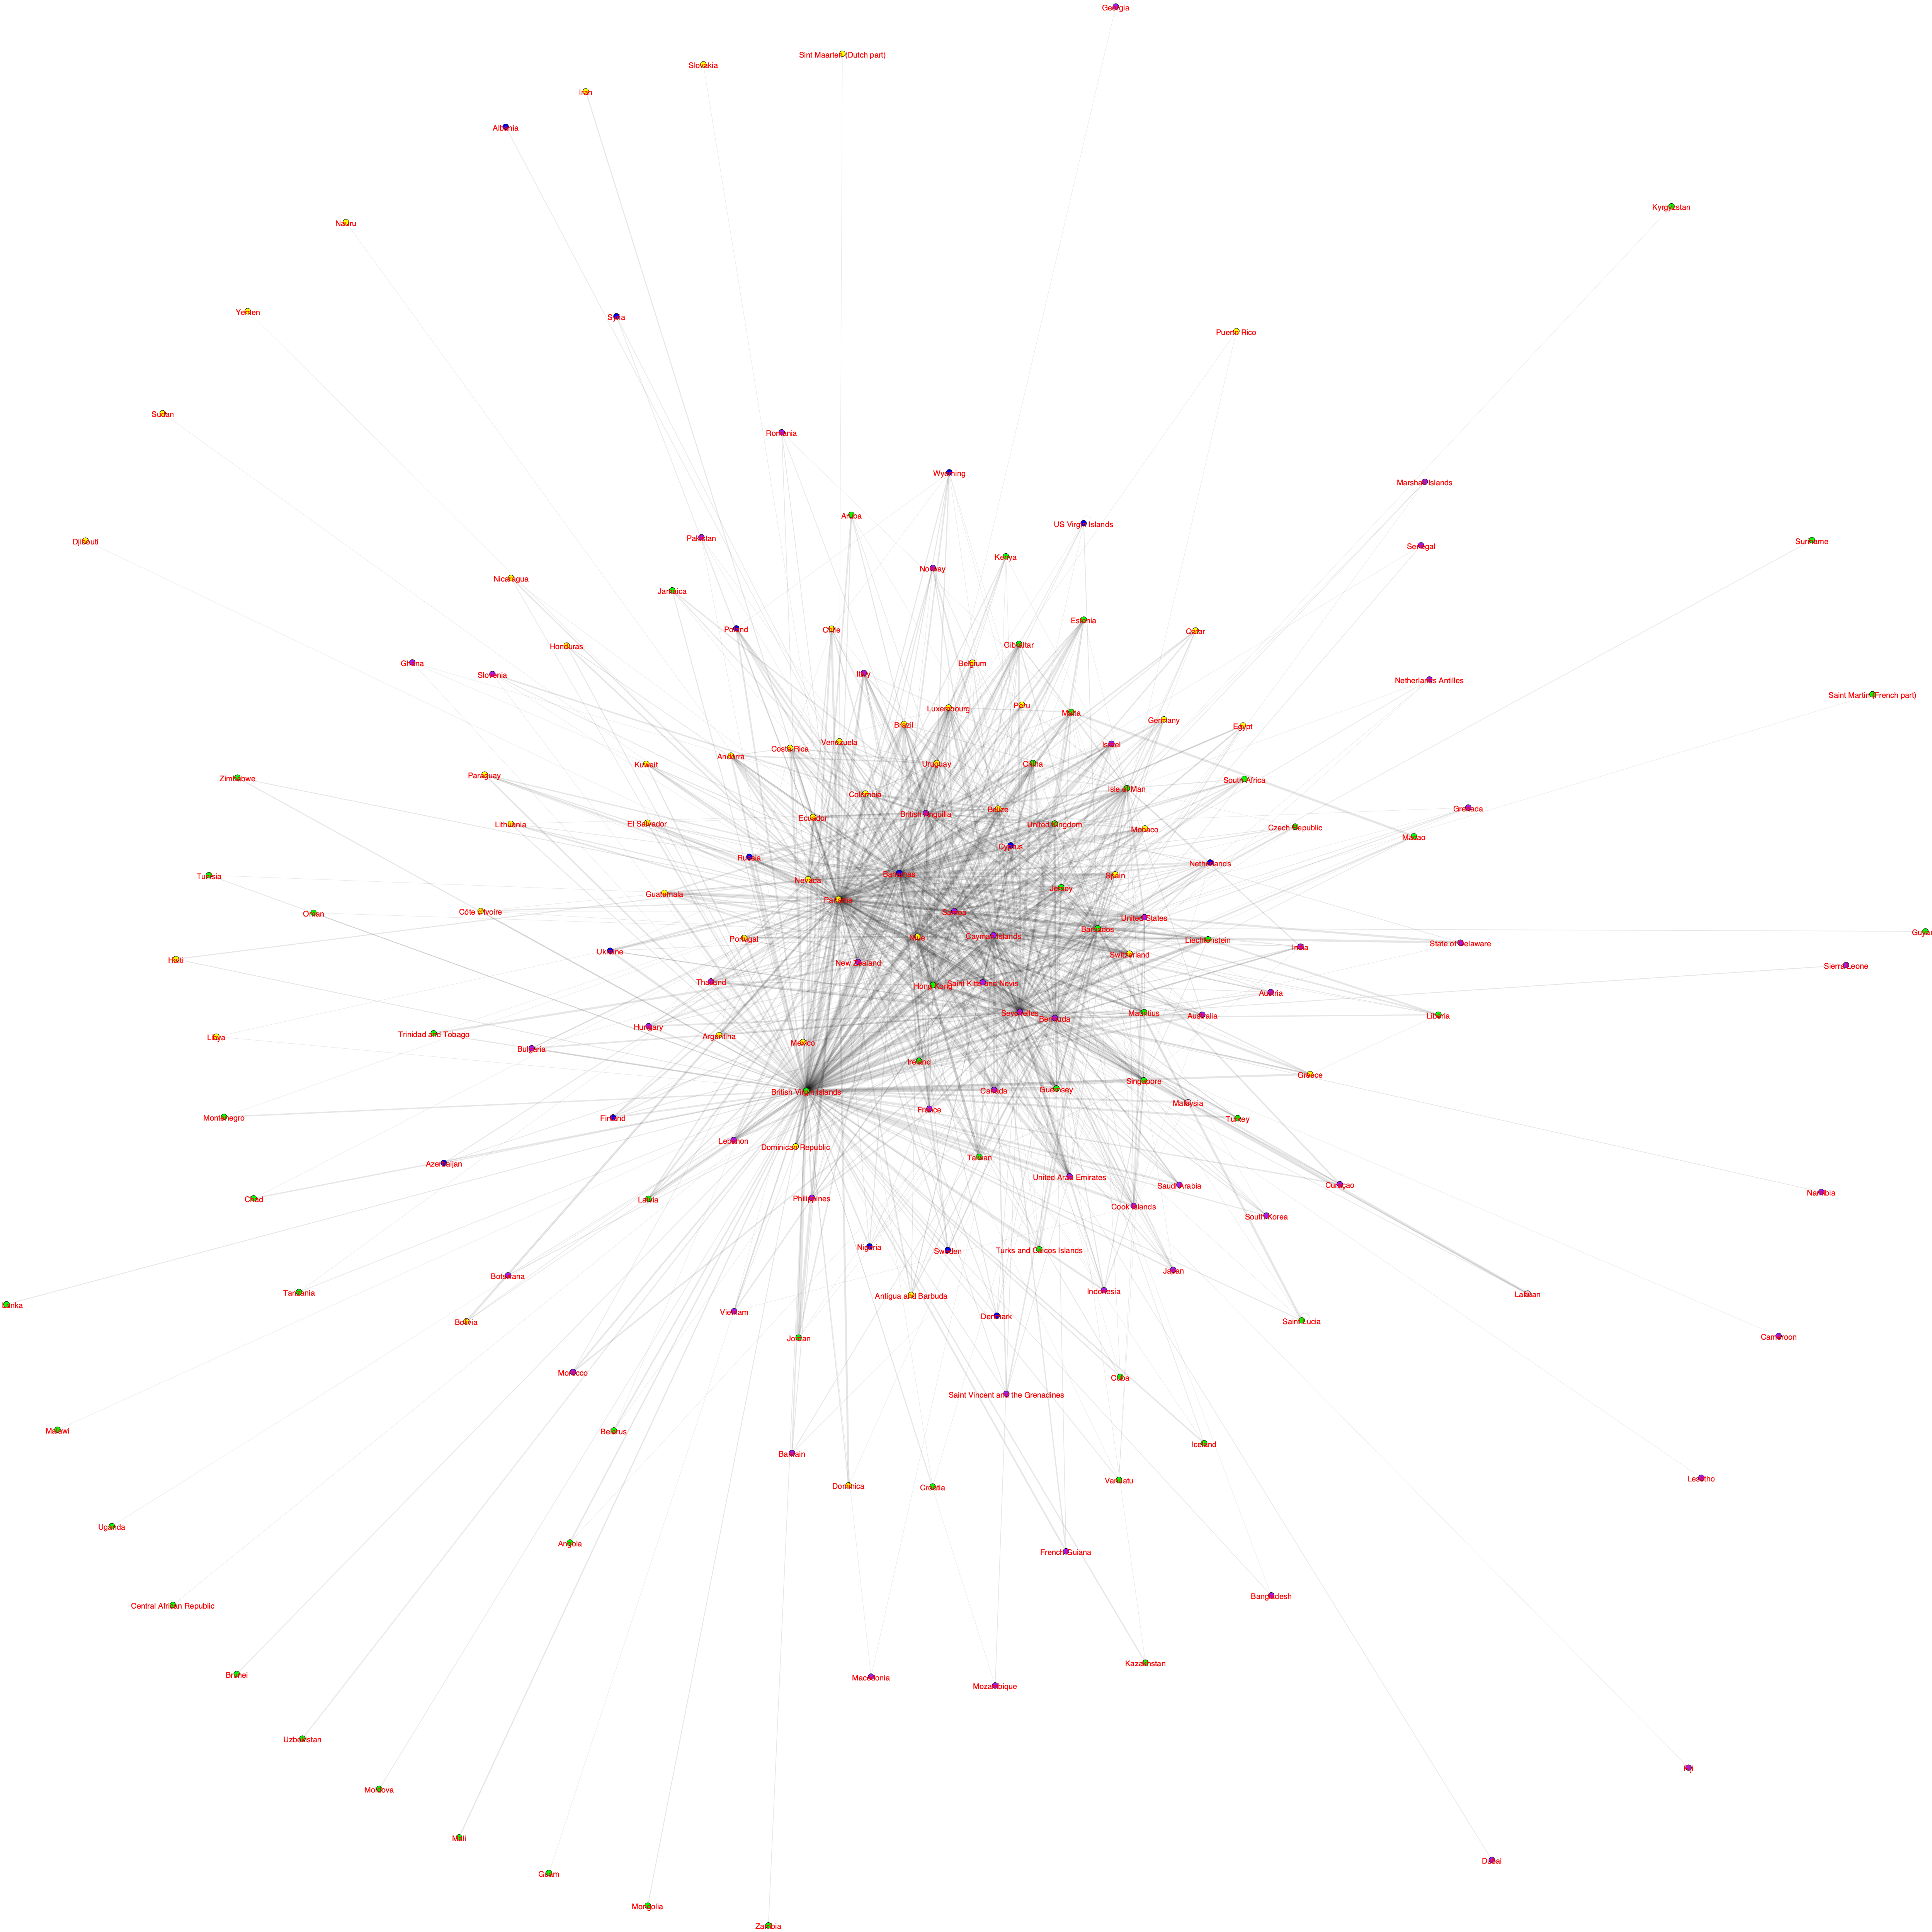 Georgia
Sint Maarten (Dutch part)
Slovakia
Iran
Albania
Kyrgyzstan
Nauru
Yemen
Syria
Puerto Rico
Sudan
Romania
Wyoming
Marshall Islands
Aruba
US Virgin Islands
Djibouti
Pakistan
Suriname
Senegal
Kenya
Norway
Nicaragua
Jamaica
Estonia
Poland
Chile
Qatar
Honduras
Gibraltar
Ghana
Belgium
Slovenia
Italy
Netherlands Antilles
Saint Martin (French part)
Luxembourg
Peru
Malta
Germany
Brazil
Egypt
Venezuela
Israel
Costa Rica
Andorra
Kuwait
Uruguay
China
Paraguay
Zimbabwe
South Africa
Isle of Man
Colombia
Grenada
Belize
British Anguilla
Ecuador
Lithuania
El Salvador
United Kingdom
Czech Republic
Monaco
Macao
Cyprus
Russia
Netherlands
Bahamas
Spain
Tunisia
Nevada
Jersey
Guatemala
Panama
Côte d'Ivoire
Oman
Samoa
United States
Barbados
Niue
Cayman Islands
Portugal
Liechtenstein
State of Delaware
Ukraine
India
Switzerland
Haiti
New Zealand
Sierra Leone
Thailand
Hong Kong
Saint Kitts and Nevis
Austria
Seychelles
Bermuda
Mauritius
Australia
Liberia
Hungary
Trinidad and Tobago
Argentina
Libya
Mexico
Bulgaria
Ireland
Greece
Singapore
British Virgin Islands
Canada
Guernsey
Malaysia
France
Montenegro
Finland
Turkey
Lebanon
Dominican Republic
Taiwan
Azerbaijan
United Arab Emirates
Saudi Arabia
Curaçao
Namibia
Chad
Latvia
Philippines
Cook Islands
South Korea
Nigeria
Sweden
Turks and Caicos Islands
Japan
Botswana
Tanzania
Indonesia
Labuan
Antigua and Barbuda
Lanka
Vietnam
Denmark
Bolivia
Saint Lucia
Jordan
Cameroon
Morocco
Cuba
Saint Vincent and the Grenadines
Malawi
Belarus
Iceland
Bahrain
Lesotho
Vanuatu
Dominica
Croatia
Uganda
Angola
French Guiana
Bangladesh
Central African Republic
Kazakhstan
Brunei
Macedonia
Mozambique
Uzbekistan
Fiji
Moldova
Mali
Dubai
Guam
Mongolia
Zambia